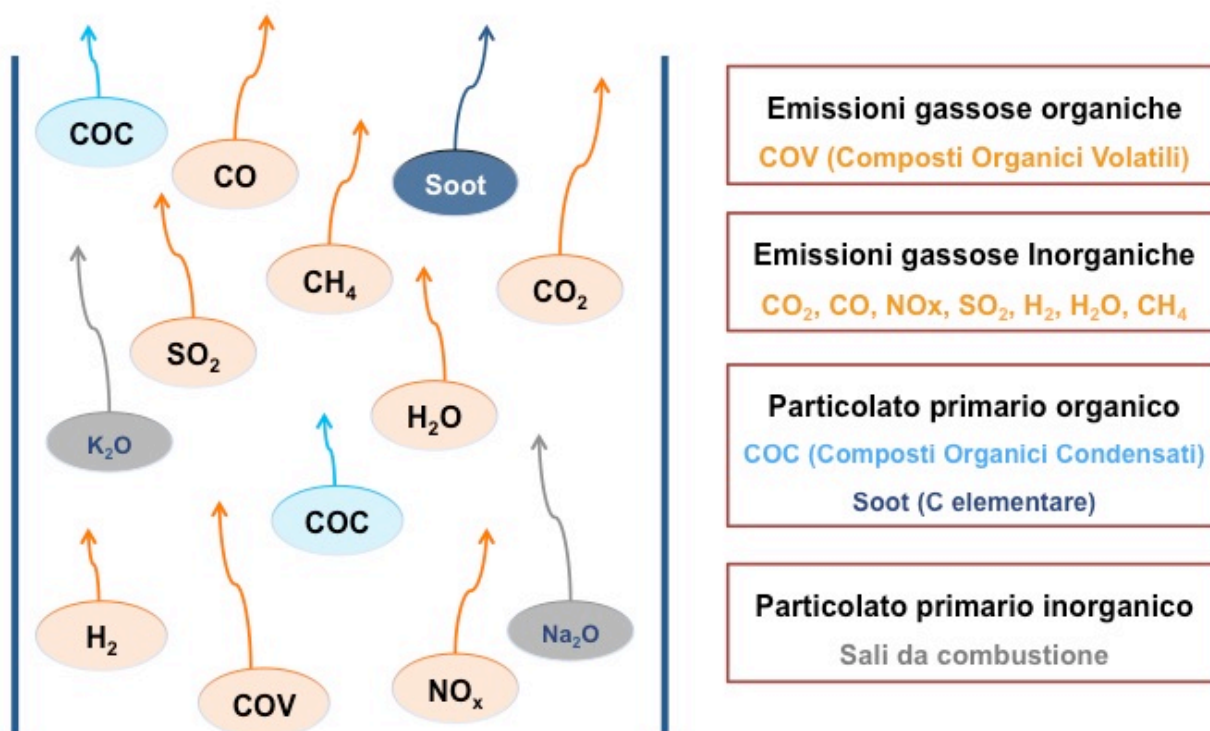 COC
CO
Soot
CH₄
CO₂
SO₂
H₂O
K₂O
COC
H₂
COV
NOₓ
Na₂O
Emissioni gassose organiche
COV (Composti Organici Volatili)
Emissioni gassose Inorganiche
CO₂, CO, NOx, SO₂, H₂, H₂O, CH₄
Particolato primario organico
COC (Composti Organici Condensati)
Soot (C elementare)
Particolato primario inorganico
Sali da combustione